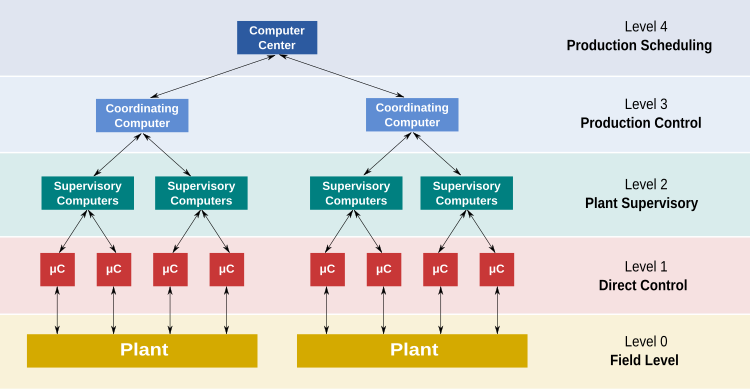 Computer
Center
Level 4
Production Scheduling
Coordinating
Computer
Coordinating
Computer
Level 3
Production Control
Supervisory
Computers
Supervisory
Computers
Supervisory
Computers
Supervisory
Computers
Level 2
Plant Supervisory
µC
µC
µC
µC
µC
µC
µC
µC
Level 1
Direct Control
Plant
Plant
Level 0
Field Level